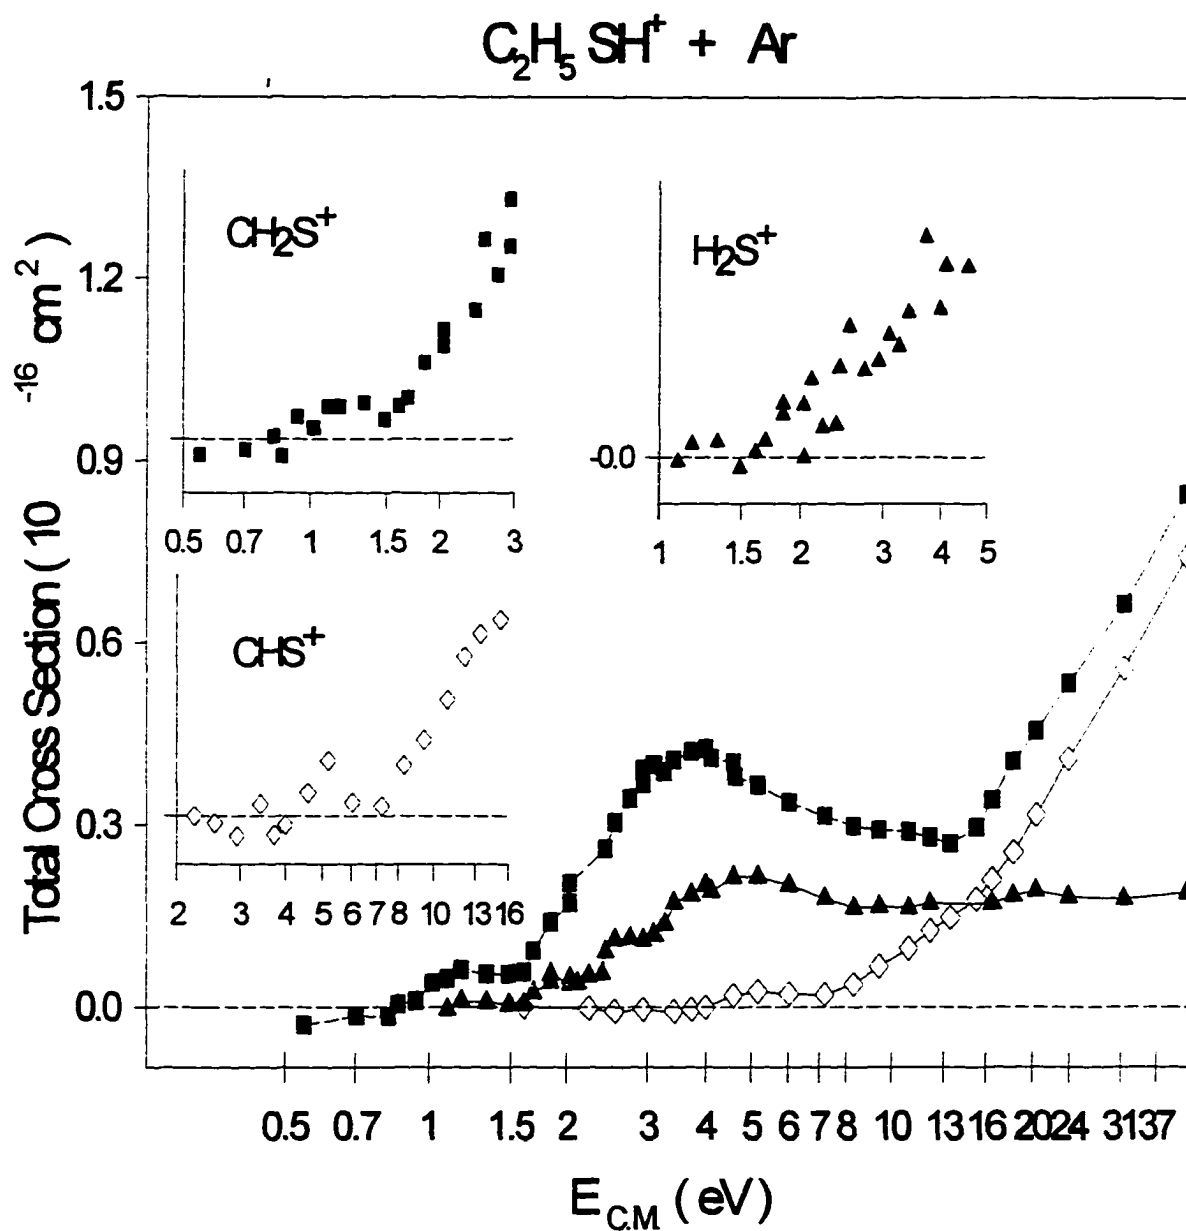 C2H5 SH+ + Ar
Total Cross Section ( 10 -16 cm2 )
1.5
1.2
0.9
0.6
0.3
0.0
CH2S+
0.5 0.7 1 1.5 2 3
H2S+
-0.0
1 1.5 2 3 4 5
CHS+
2 3 4 5 6 7 8 10 13 16
0.5 0.7 1 1.5 2 3 4 5 6 7 8 10 13 16 20 24 31 37
E C.M. ( eV )